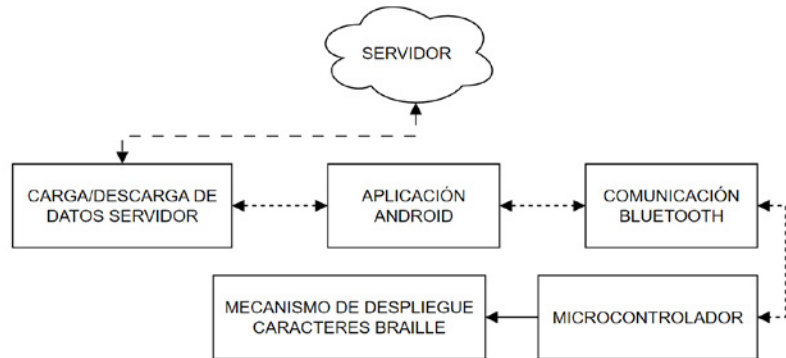 SERVIDOR
CARGA/DESCARGA DE
DATOS SERVIDOR
APLICACIÓN
ANDROID
COMUNICACIÓN
BLUETOOTH
MECANISMO DE DESPLIEGUE
CARACTERES BRAILLE
MICROCONTROLADOR